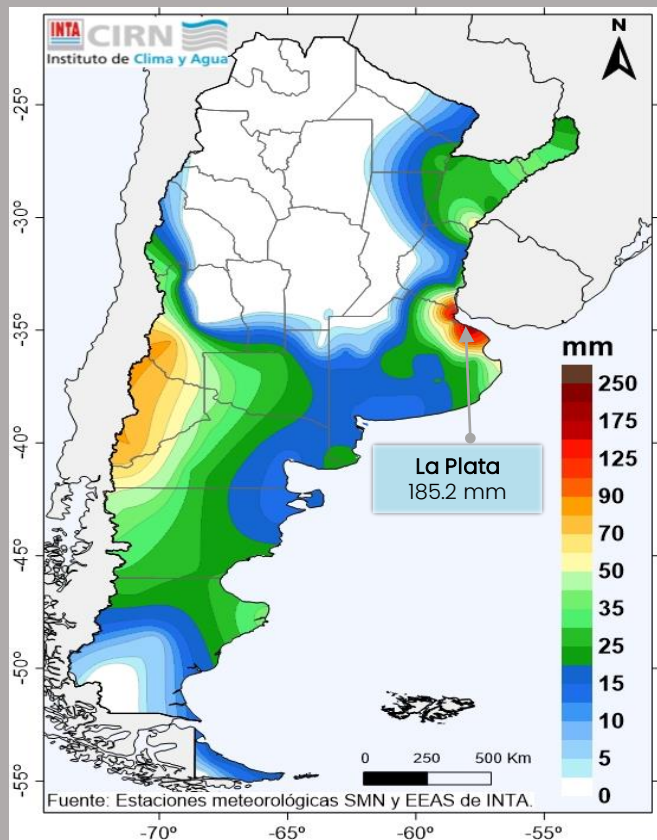 INTA CIRN
Instituto de Clima y Agua
N
-25°
-30°
-35°
-40°
-45°
-50°
-55°
mm
250
175
125
90
70
50
35
25
15
10
5
0
La Plata
185.2 mm
0 250 500 Km
Fuente: Estaciones meteorológicas SMN y EEAS de INTA.
-70° -65° -60° -55°